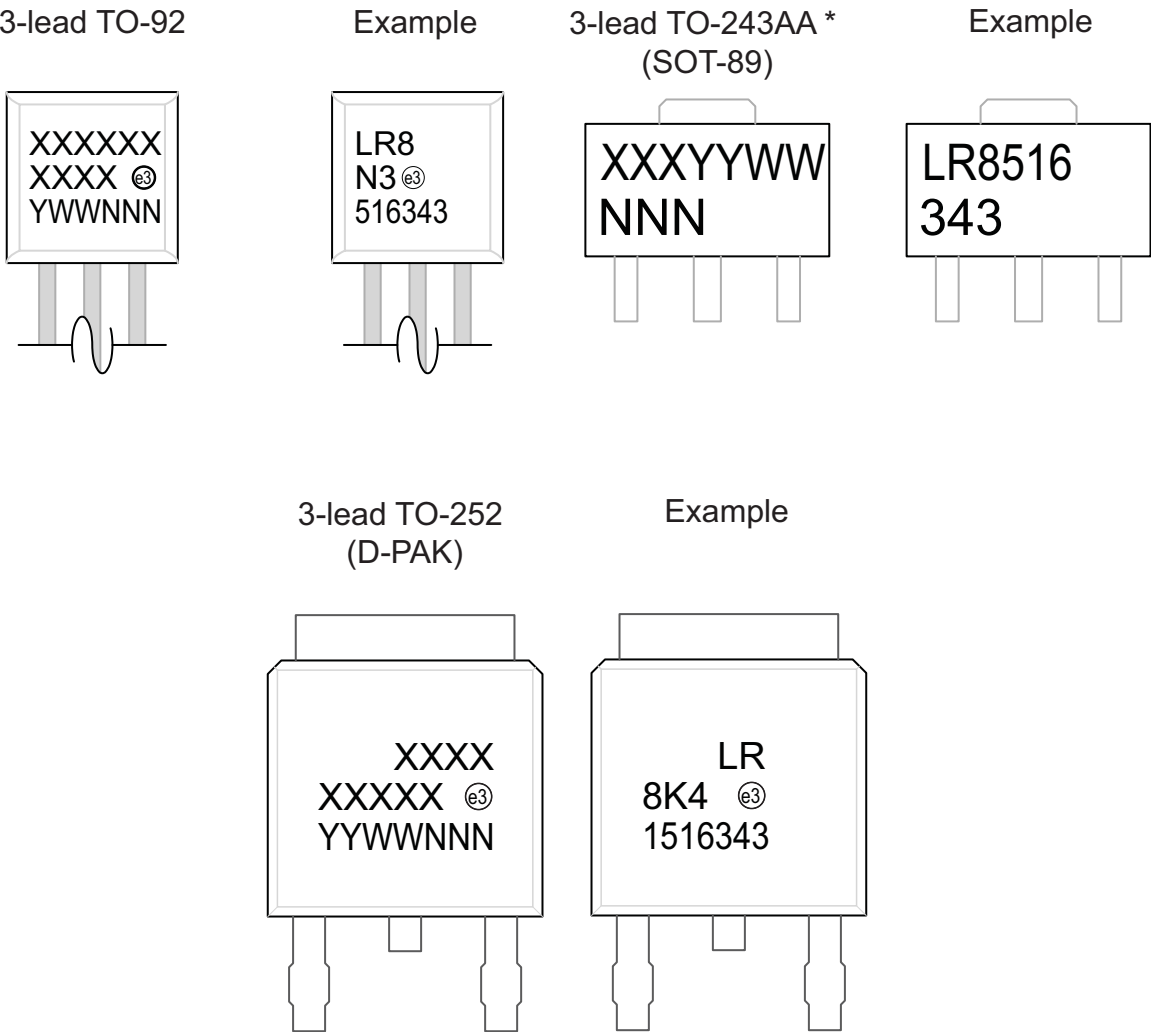 3-lead TO-92
Example
3-lead TO-243AA *
(SOT-89)
Example
XXXXXX
XXXX e3
YWWNNN
LR8
N3 e3
516343
XXXYYWW
NNN
LR8516
343
3-lead TO-252
(D-PAK)
Example
XXXX
XXXXX e3
YYWWNNN
LR
8K4 e3
1516343